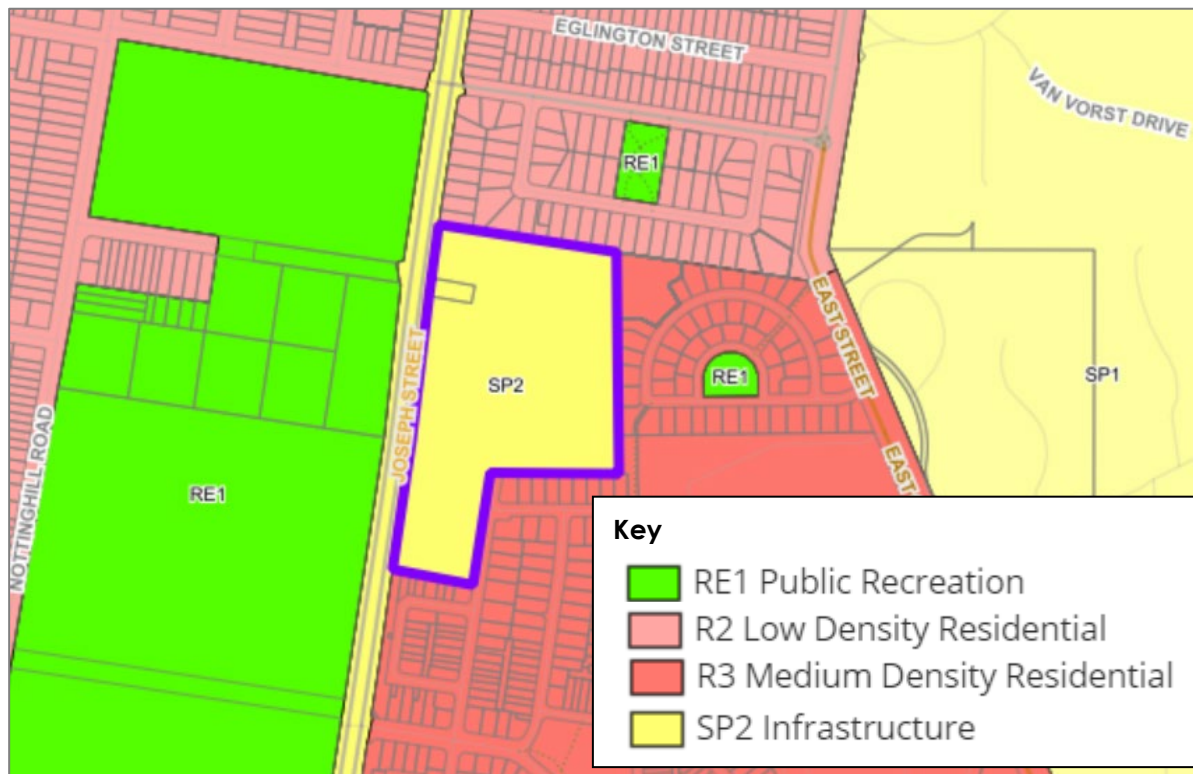 EGLINGTON STREET
VAN VORST DRIVE
RE1
EAST STREET
JOSEPH STREET
SP2
RE1
SP1
EAST
NOTTINGHILL ROAD
RE1
Key
RE1 Public Recreation
R2 Low Density Residential
R3 Medium Density Residential
SP2 Infrastructure